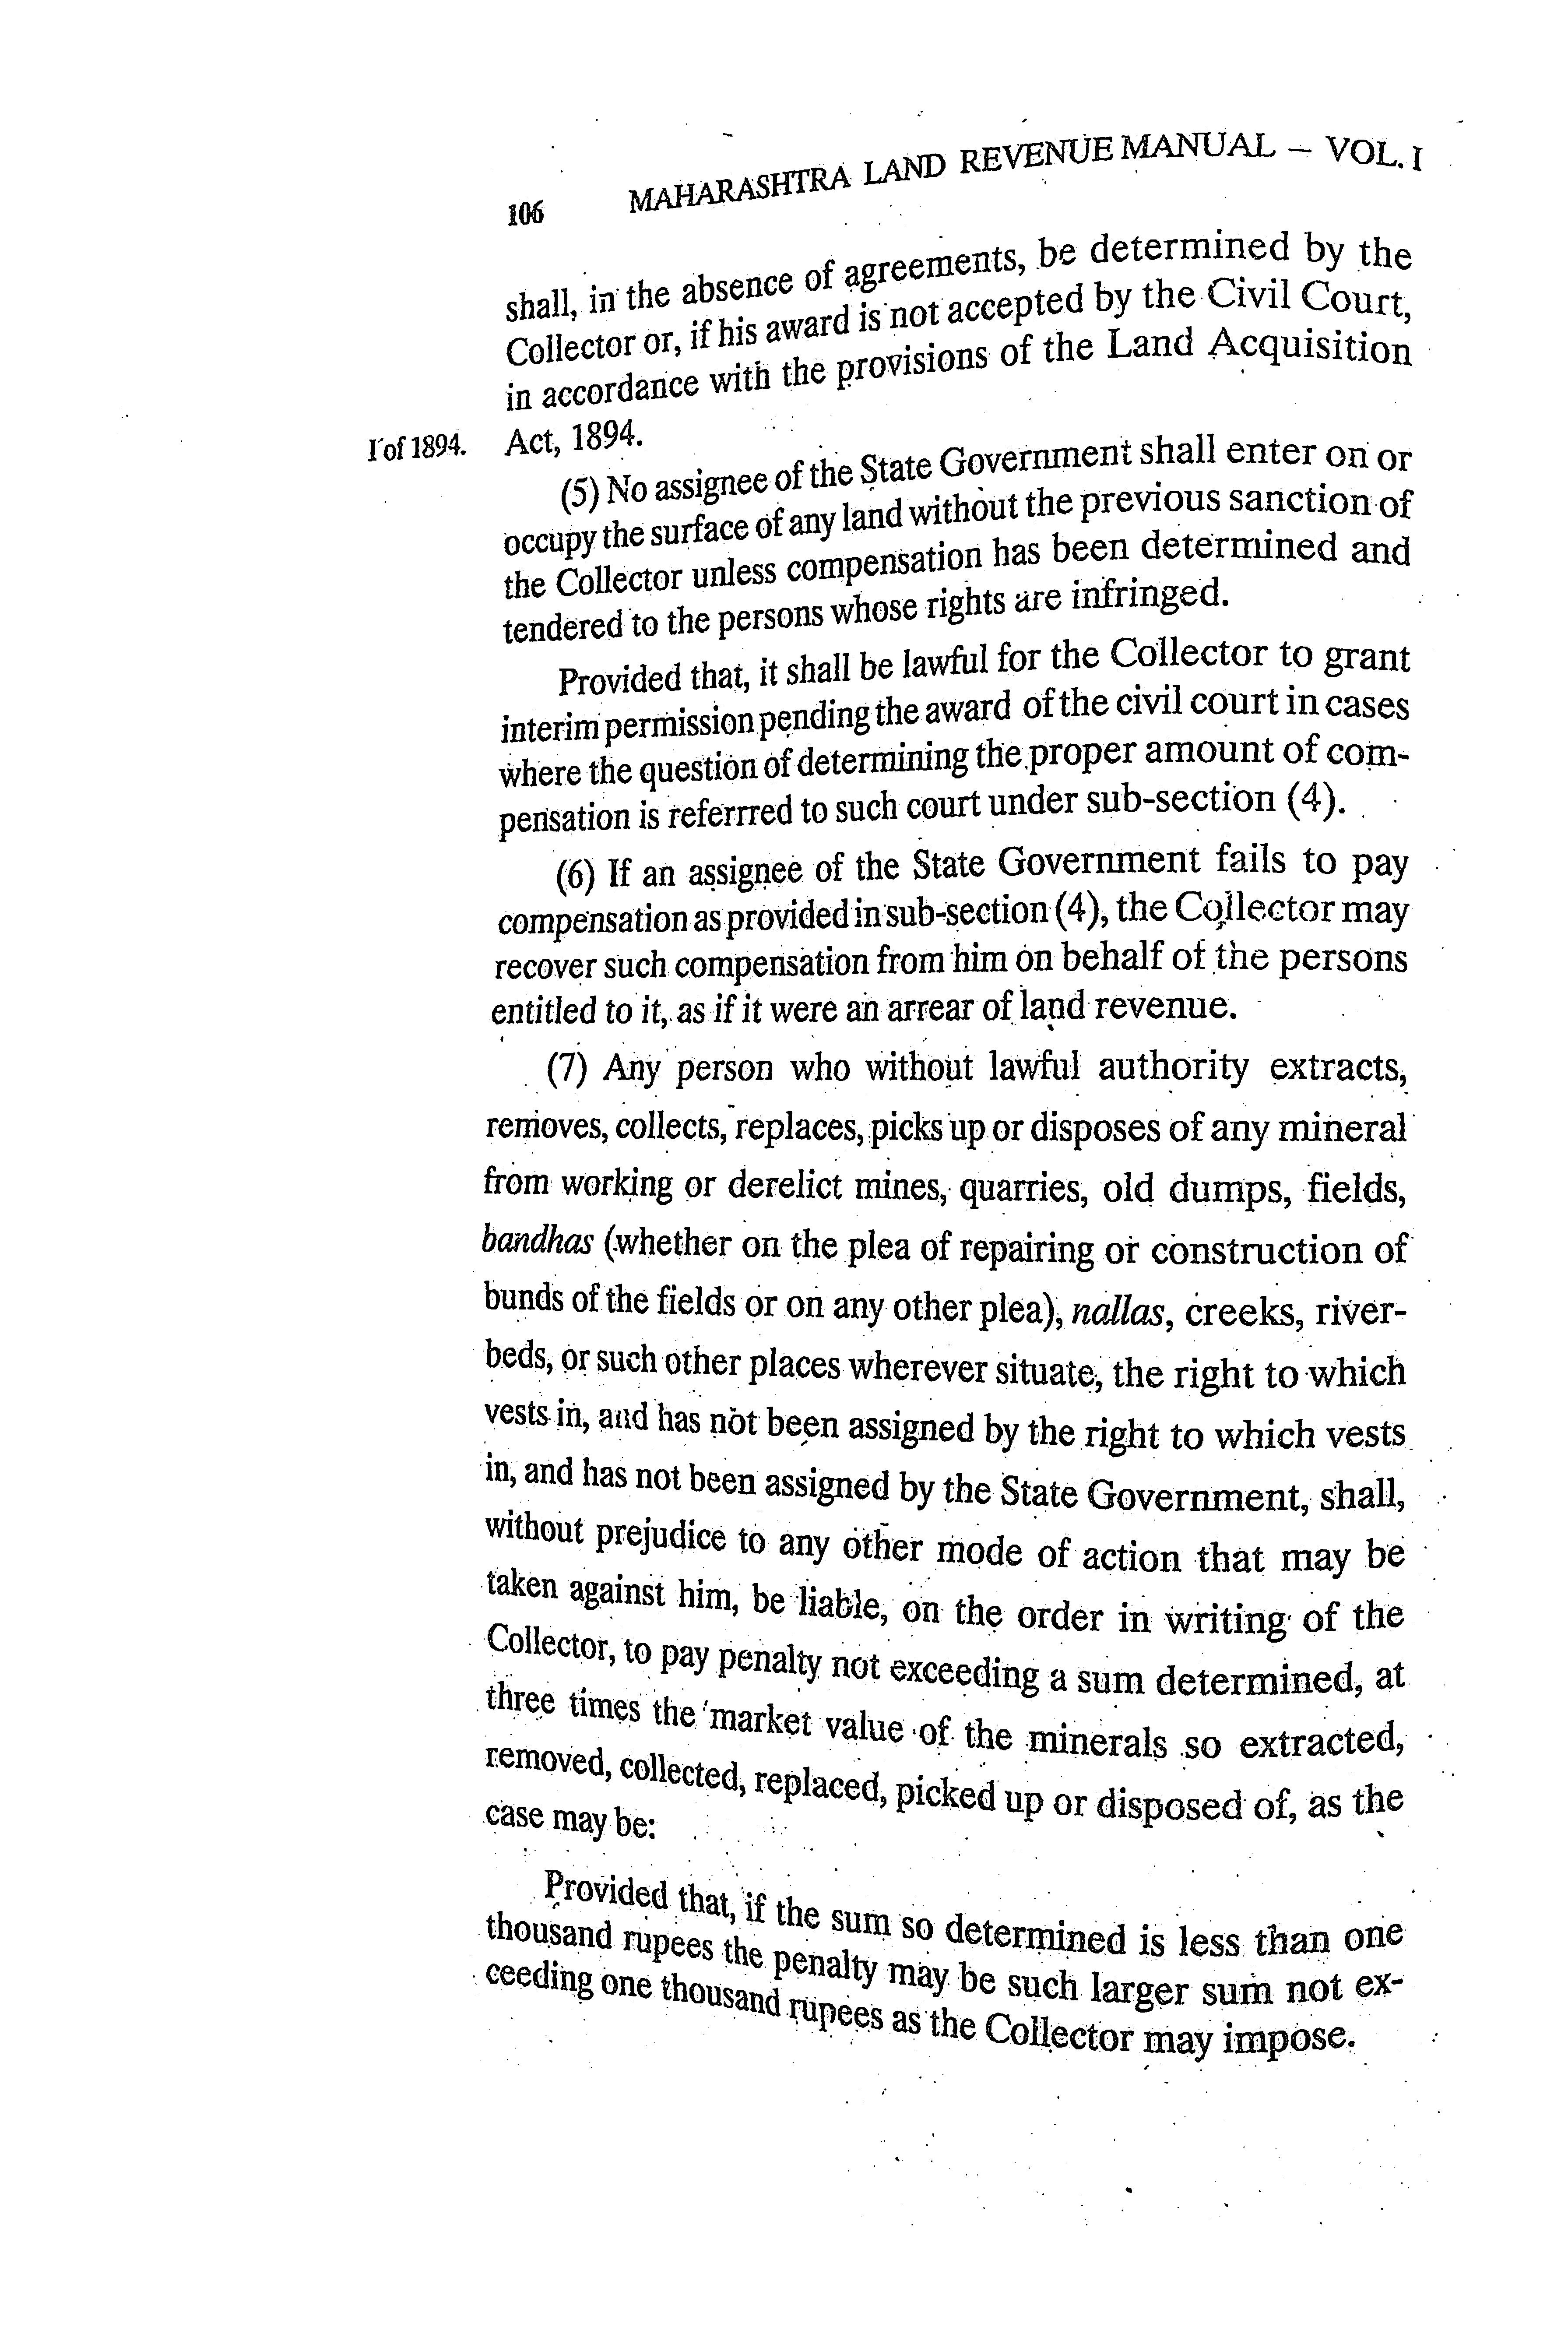 106 MAHARASHTRA LAND REVENUE MANUAL – VOL. I
shall, in the absence of agreements, be determined by the
Collector or, if his award is not accepted by the Civil Court,
in accordance with the provisions of the Land Acquisition
I of 1894. Act, 1894.
(5) No assignee of the State Government shall enter on or
occupy the surface of any land without the previous sanction of
the Collector unless compensation has been determined and
tendered to the persons whose rights are infringed.
Provided that, it shall be lawful for the Collector to grant
interim permission pending the award of the civil court in cases
where the question of determining the proper amount of com-
pensation is referrred to such court under sub-section (4).
(6) If an assignee of the State Government fails to pay
compensation as provided in sub-section (4), the Collector may
recover such compensation from him on behalf of the persons
entitled to it, as if it were an arrear of land revenue.
(7) Any person who without lawful authority extracts,
removes, collects, replaces, picks up or disposes of any mineral
from working or derelict mines, quarries, old dumps, fields,
bandhas (whether on the plea of repairing or construction of
bunds of the fields or on any other plea), nallas, creeks, river-
beds, or such other places wherever situate, the right to which
vests in, and has not been assigned by the right to which vests
in, and has not been assigned by the State Government, shall,
without prejudice to any other mode of action that may be
taken against him, be liable, on the order in writing of the
Collector, to pay penalty not exceeding a sum determined, at
three times the market value of the minerals so extracted,
removed, collected, replaced, picked up or disposed of, as the
case may be:
Provided that, if the sum so determined is less than one
thousand rupees the penalty may be such larger sum not ex-
ceeding one thousand rupees as the Collector may impose.